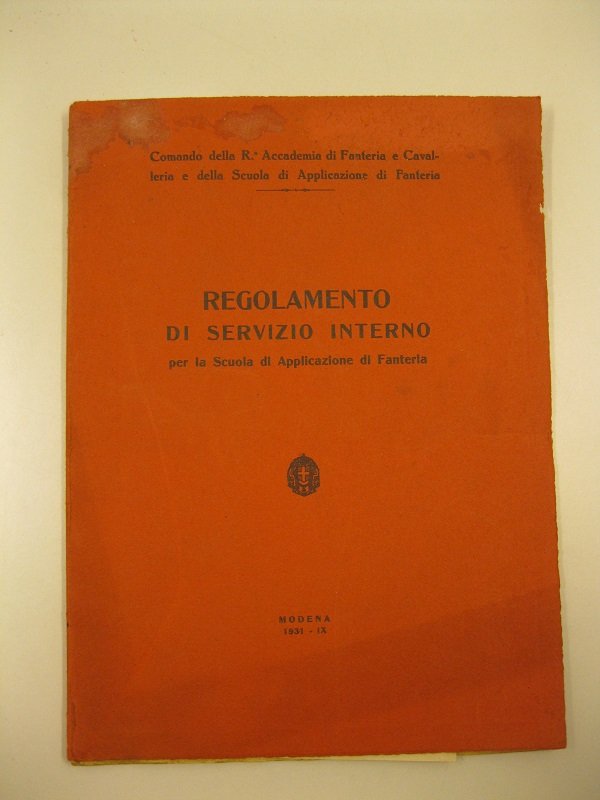 Comando della R.ª Accademia di Fanteria e Caval-
leria e della Scuola di Applicazione di Fanteria
REGOLAMENTO
DI SERVIZIO INTERNO
per la Scuola di Applicazione di Fanteria
MODENA
1931 - IX